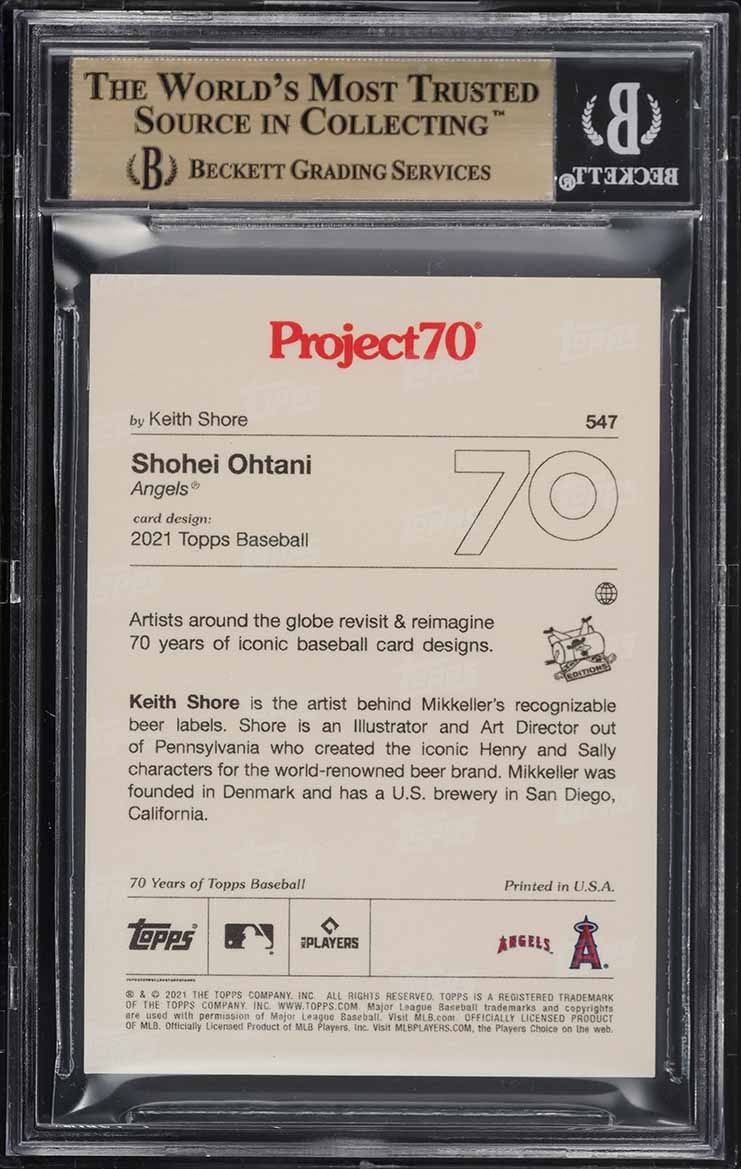 THE WORLD'S MOST TRUSTED
SOURCE IN COLLECTING™
B BECKETT GRADING SERVICES
B
BECKETT®
Project70®
by Keith Shore 547
Shohei Ohtani
Angels®
70
card design:
2021 Topps Baseball
Artists around the globe revisit & reimagine
70 years of iconic baseball card designs.
EDITIONS
Keith Shore is the artist behind Mikkeller's recognizable
beer labels. Shore is an Illustrator and Art Director out
of Pennsylvania who created the iconic Henry and Sally
characters for the world-renowned beer brand. Mikkeller was
founded in Denmark and has a U.S. brewery in San Diego,
California.
70 Years of Topps Baseball Printed in U.S.A.
TOPPS® MLB PLAYERS ANGELS A
® & © 2021 THE TOPPS COMPANY, INC. ALL RIGHTS RESERVED. TOPPS IS A REGISTERED TRADEMARK
OF THE TOPPS COMPANY, INC. WWW.TOPPS.COM. Major League Baseball trademarks and copyrights
are used with permission of Major League Baseball. Visit MLB.com. OFFICIALLY LICENSED PRODUCT
OF MLB. Officially Licensed Product of MLB Players, Inc. Visit MLBPLAYERS.COM, the Players Choice on the web.